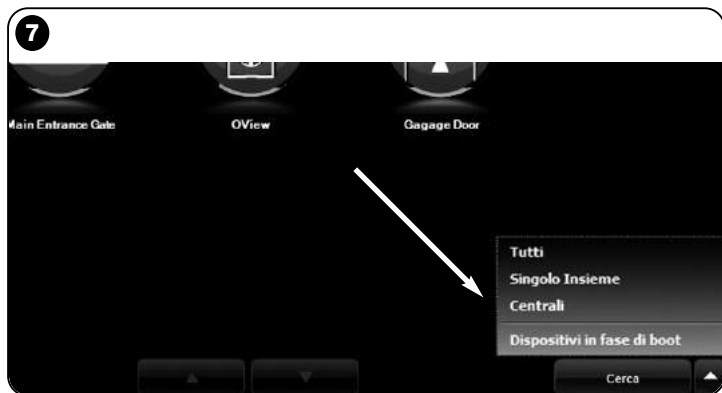 7
Main Entrance Gate
OView
Gagage Door
Tutti
Singolo Insieme
Centrali
Dispositivi in fase di boot
Cerca